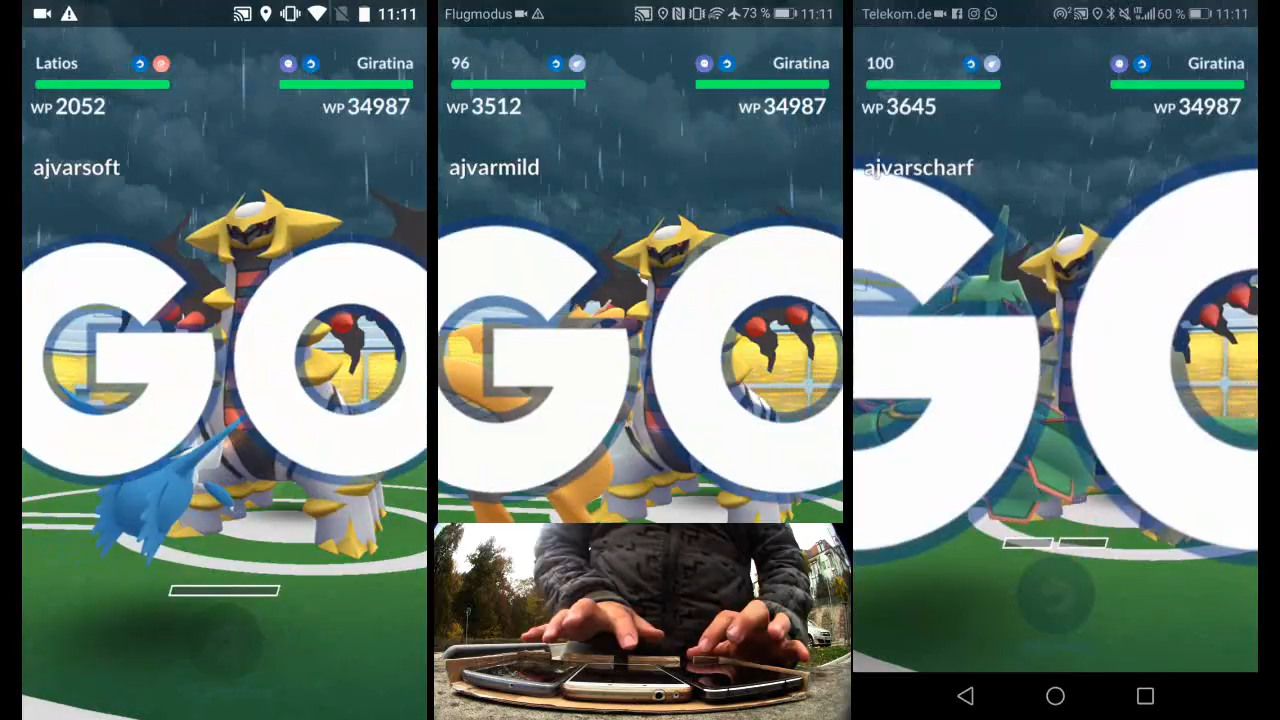 11:11
Latios
Giratina
WP 2052
WP 34987
ajvarsoft
GO
Flugmodus
73 %
11:11
96
Giratina
WP 3512
WP 34987
ajvarmild
GO
Telekom.de
60 %
11:11
100
Giratina
WP 3645
WP 34987
ajvarscharf
GO